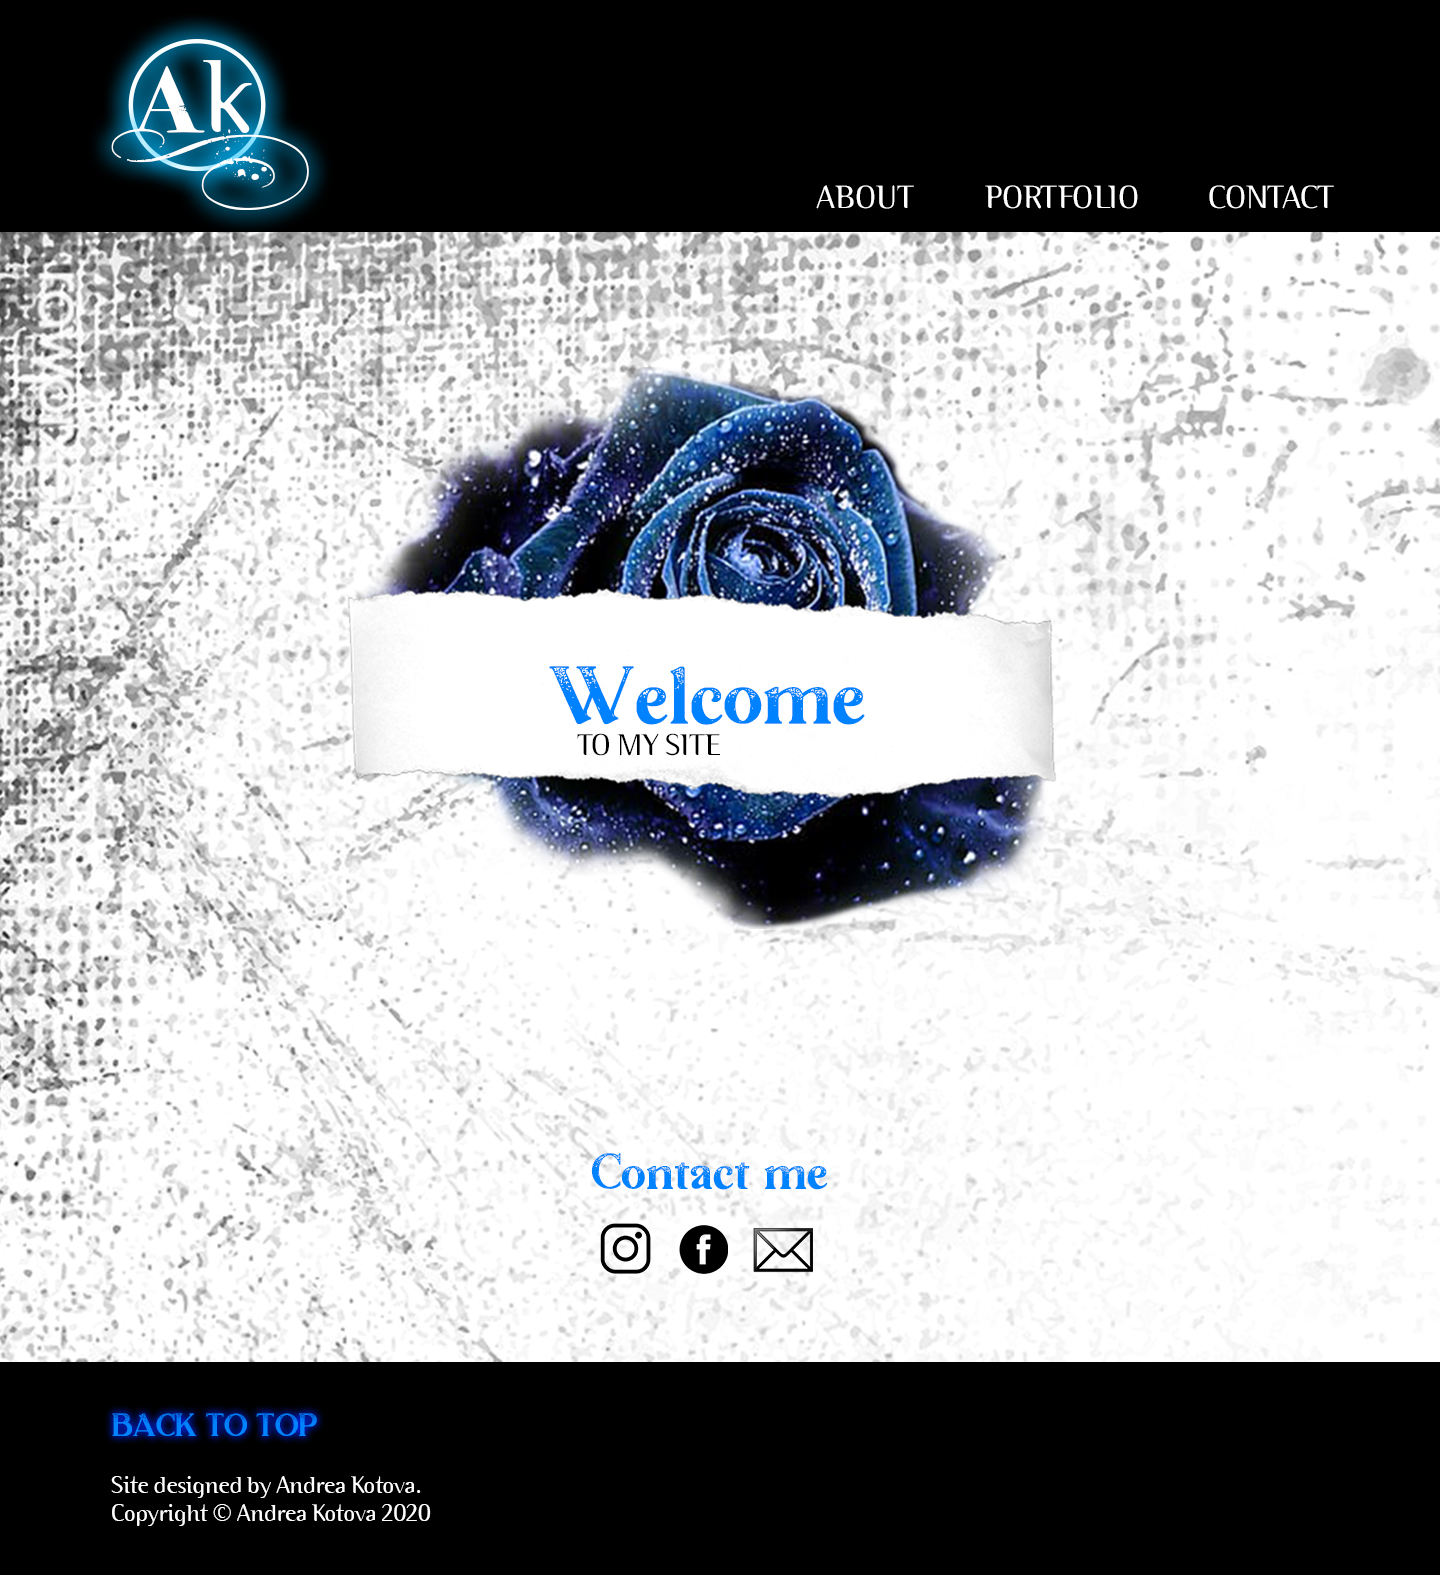 Ak
ABOUT PORTFOLIO CONTACT
Welcome
TO MY SITE
Contact me
BACK TO TOP
Site designed by Andrea Kotova.
Copyright © Andrea Kotova 2020